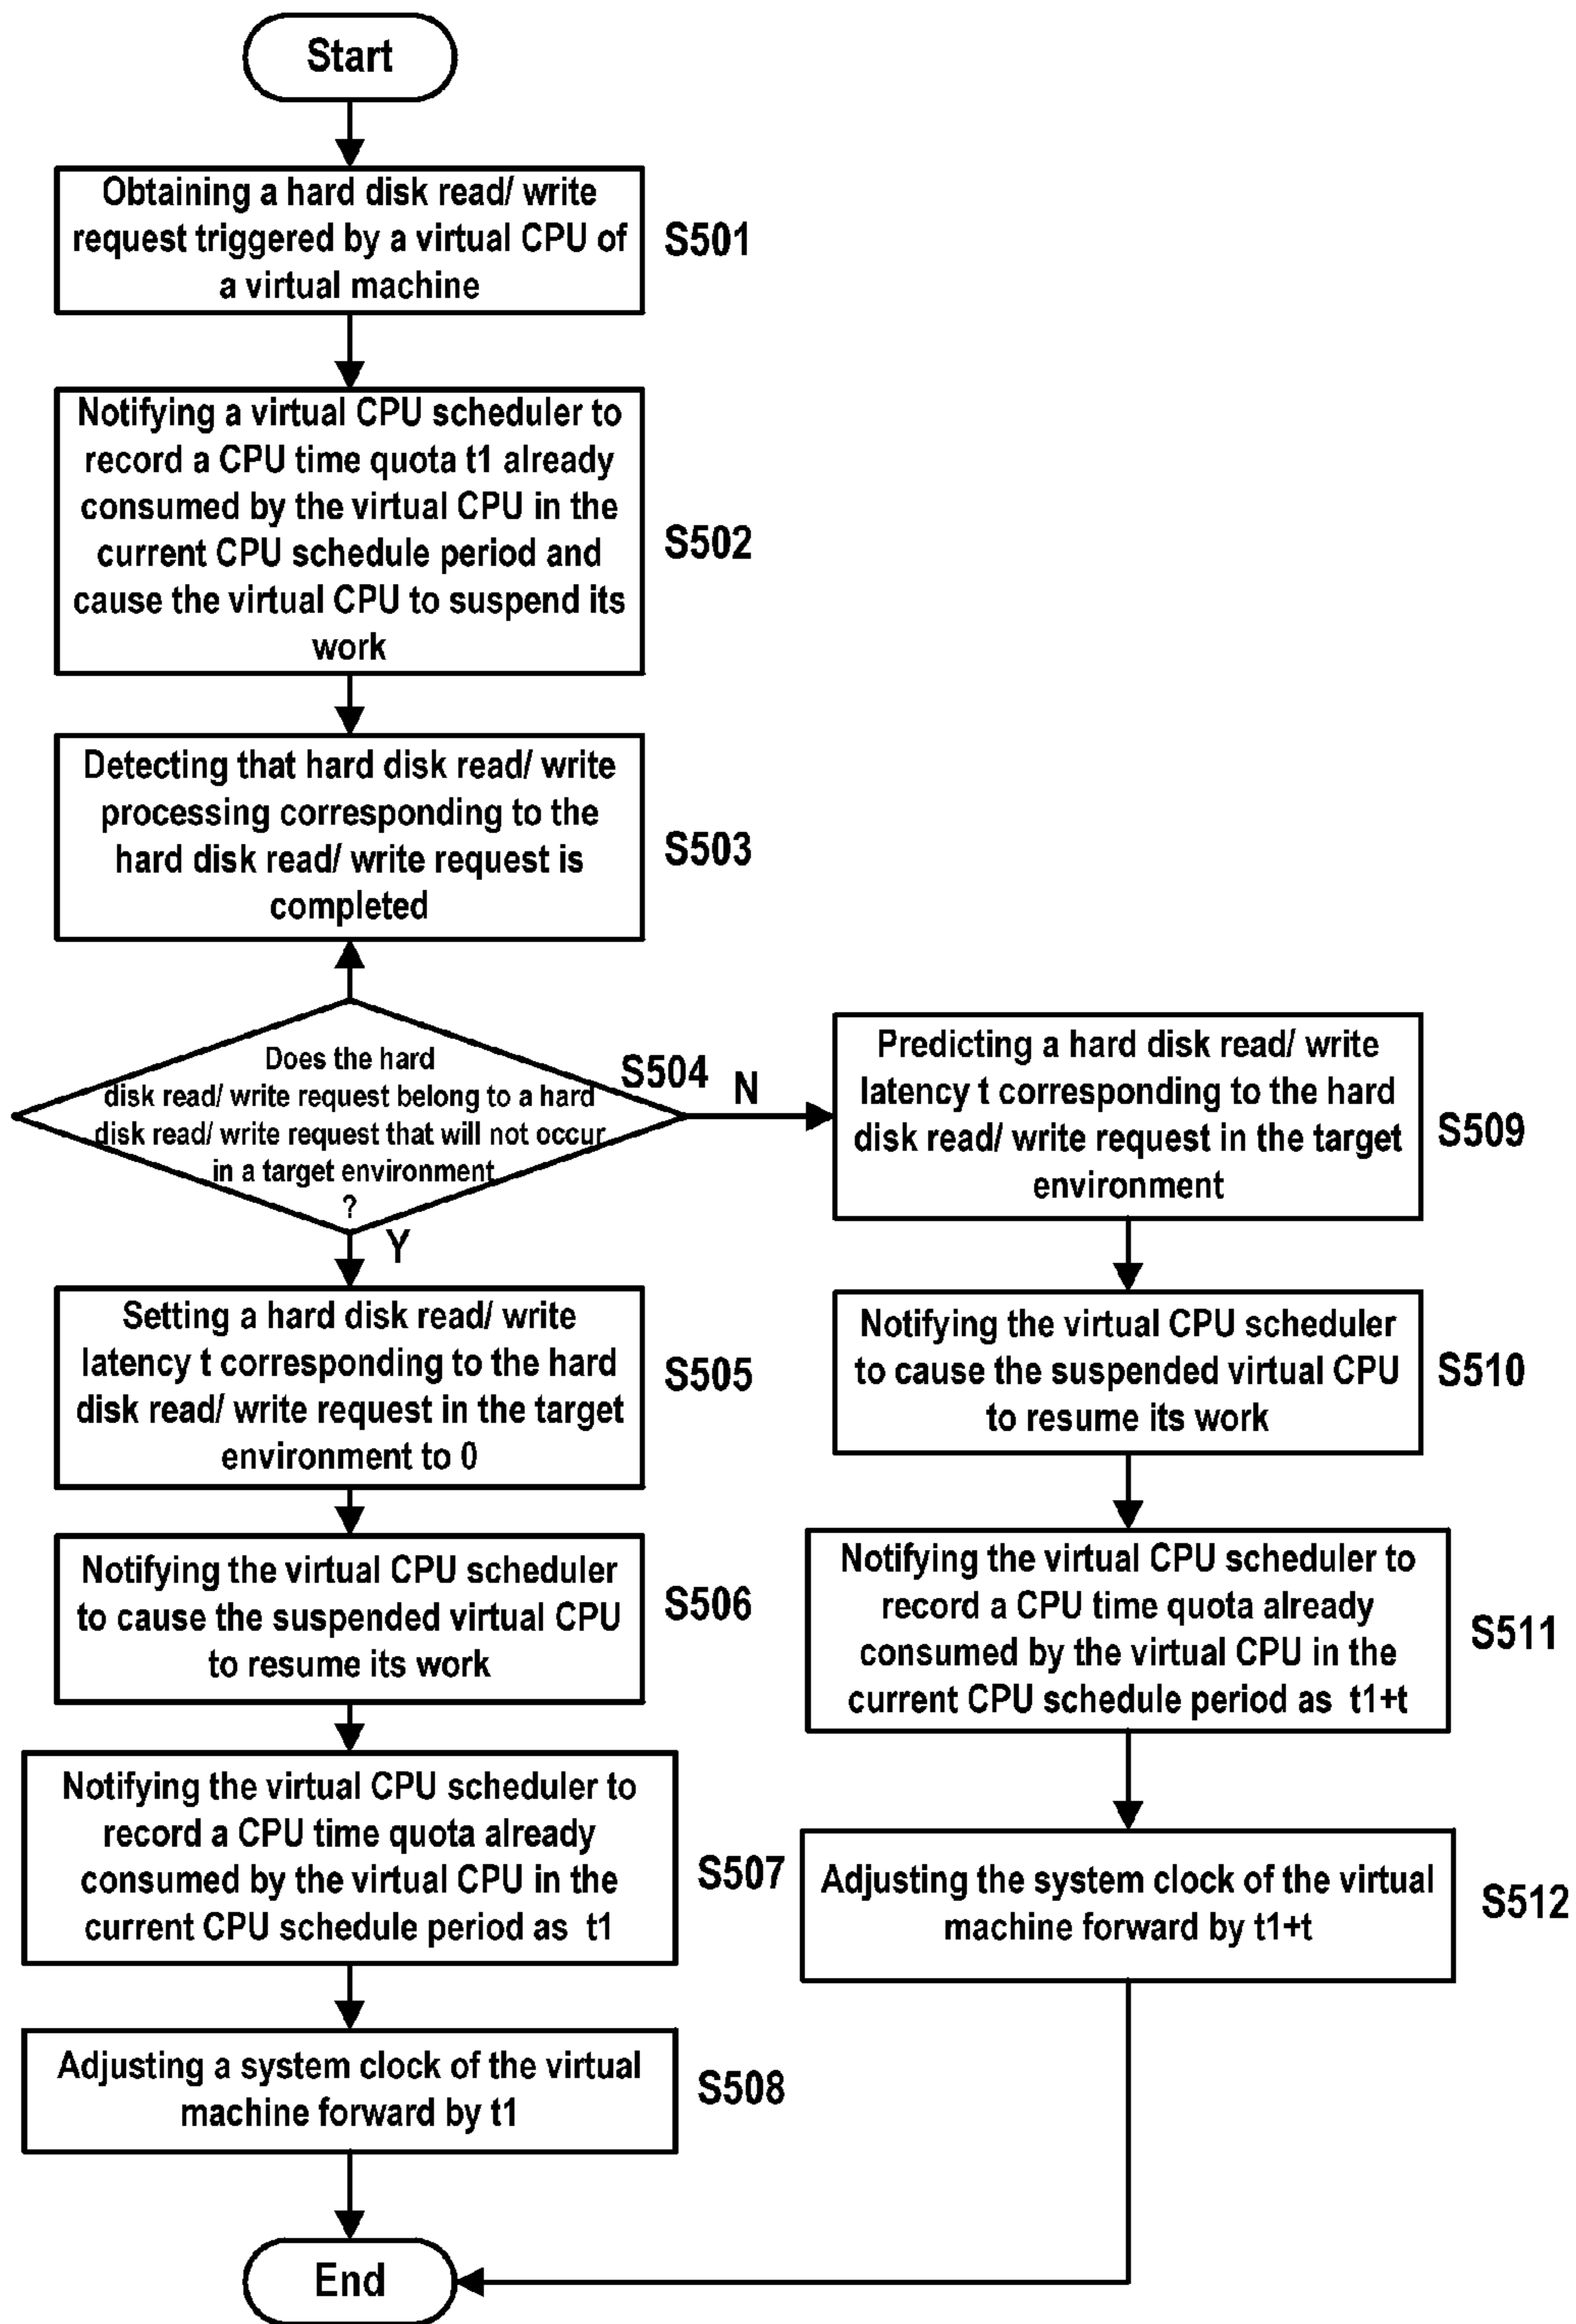 Start
Obtaining a hard disk read/ write
request triggered by a virtual CPU of
a virtual machine
S501
Notifying a virtual CPU scheduler to
record a CPU time quota t1 already
consumed by the virtual CPU in the
current CPU schedule period and
cause the virtual CPU to suspend its
work
S502
Detecting that hard disk read/ write
processing corresponding to the
hard disk read/ write request is
completed
S503
Does the hard
disk read/ write request belong to a hard
disk read/ write request that will not occur
in a target environment
?
S504
N
Y
Setting a hard disk read/ write
latency t corresponding to the hard
disk read/ write request in the target
environment to 0
S505
Notifying the virtual CPU scheduler
to cause the suspended virtual CPU
to resume its work
S506
Notifying the virtual CPU scheduler to
record a CPU time quota already
consumed by the virtual CPU in the
current CPU schedule period as t1
S507
Adjusting a system clock of the virtual
machine forward by t1
S508
Predicting a hard disk read/ write
latency t corresponding to the hard
disk read/ write request in the target
environment
S509
Notifying the virtual CPU scheduler
to cause the suspended virtual CPU
to resume its work
S510
Notifying the virtual CPU scheduler to
record a CPU time quota already
consumed by the virtual CPU in the
current CPU schedule period as t1+t
S511
Adjusting the system clock of the virtual
machine forward by t1+t
S512
End